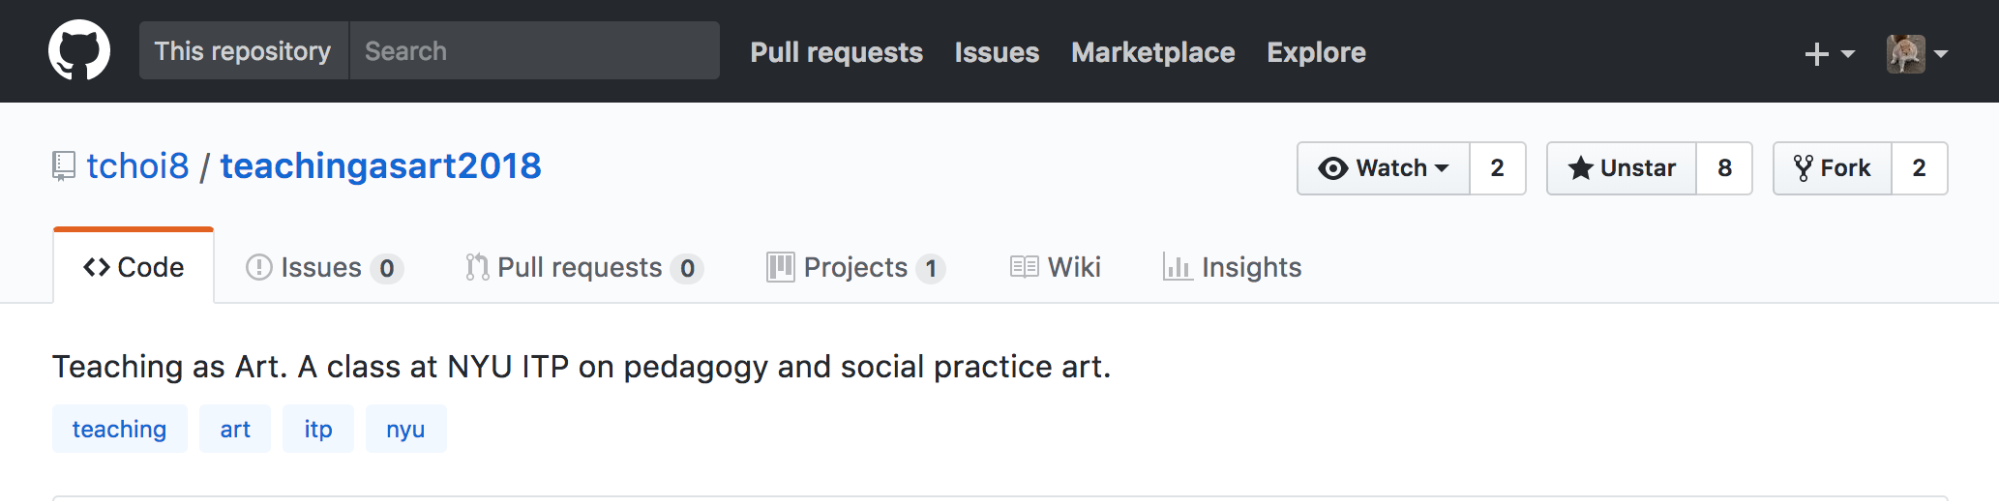 This repository Search Pull requests Issues Marketplace Explore
tchoi8 / teachingasart2018 Watch 2 Unstar 8 Fork 2
Code Issues 0 Pull requests 0 Projects 1 Wiki Insights
Teaching as Art. A class at NYU ITP on pedagogy and social practice art.
teaching art itp nyu